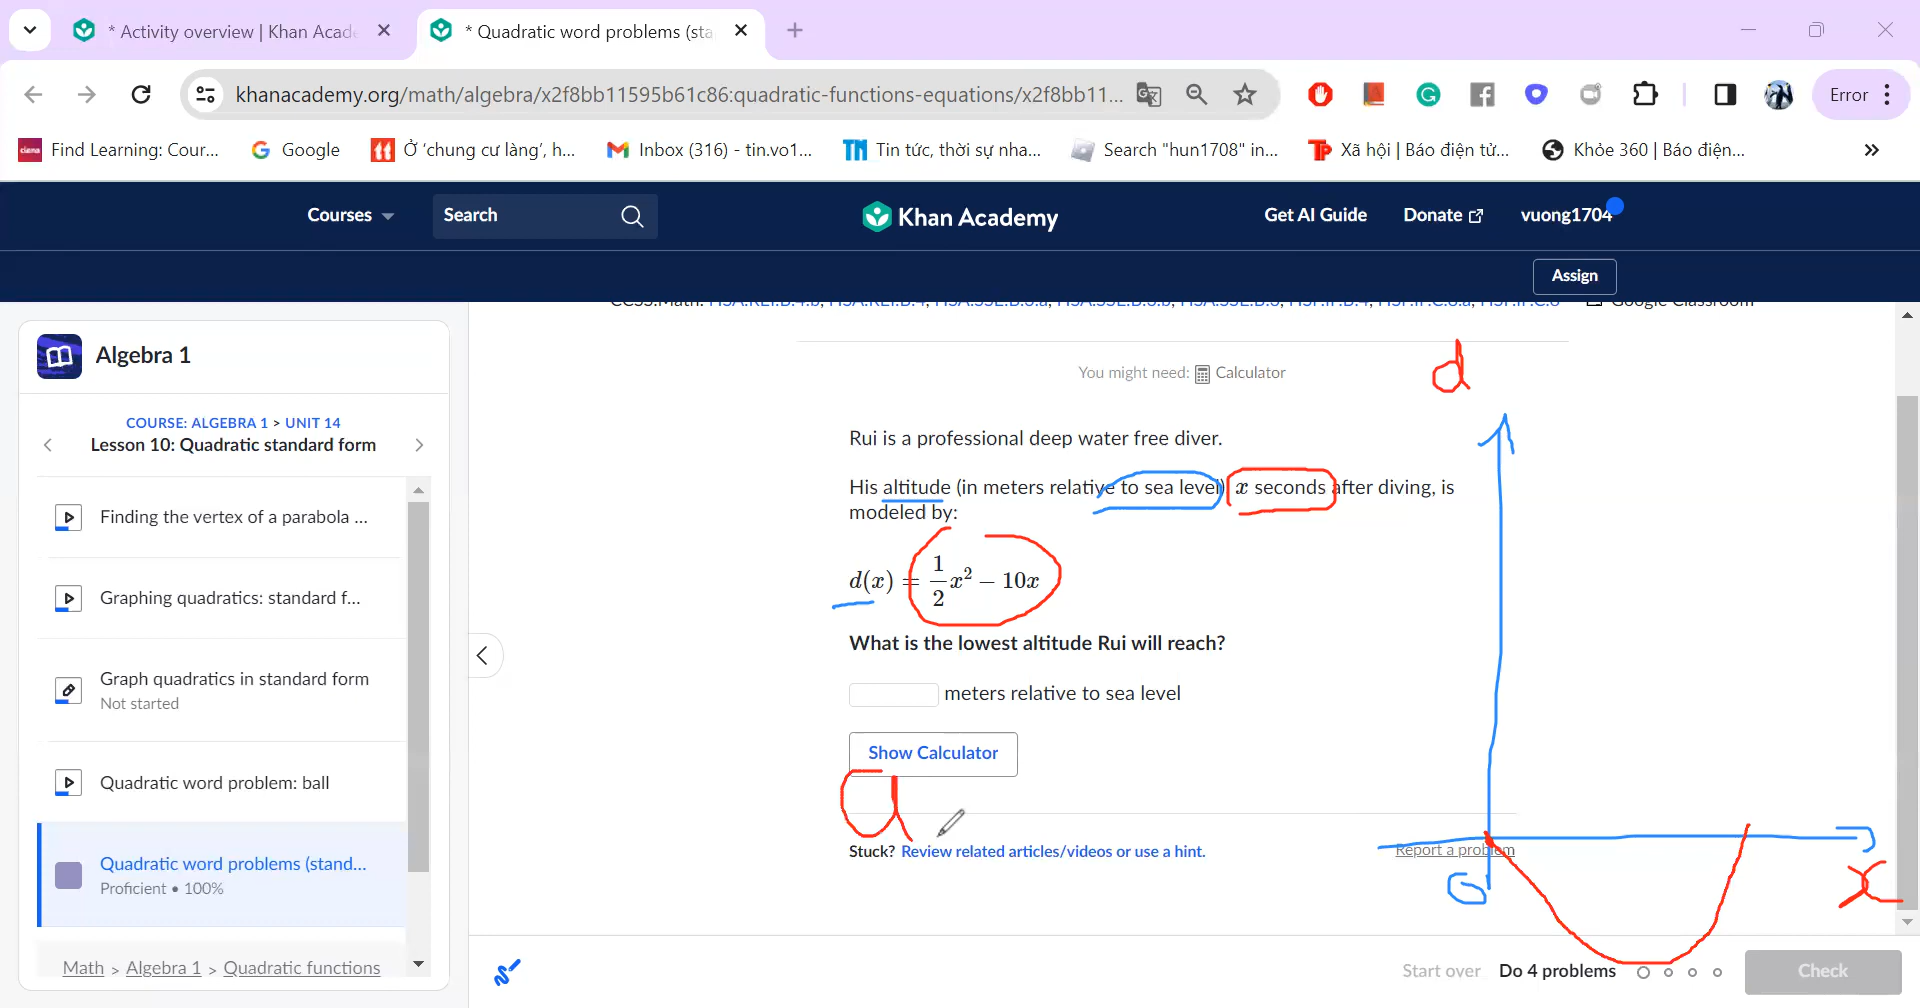 * Activity overview | Khan Acade
* Quadratic word problems (sta
khanacademy.org/math/algebra/x2f8bb11595b61c86:quadratic-functions-equations/x2f8bb11...
Error
Find Learning: Cour...
Google
Ở 'chung cư làng', h...
Inbox (316) - tin.vo1...
Tin tức, thời sự nha...
Search "hun1708" in...
Xã hội | Báo điện tử...
Khỏe 360 | Báo điện...
Courses
Search
Khan Academy
Get AI Guide
Donate
vuong1704
Assign
Algebra 1
COURSE: ALGEBRA 1 > UNIT 14
Lesson 10: Quadratic standard form
Finding the vertex of a parabola ...
Graphing quadratics: standard f...
Graph quadratics in standard form
Not started
Quadratic word problem: ball
Quadratic word problems (stand...
Proficient • 100%
Math > Algebra 1 > Quadratic functions
Google Classroom
You might need: Calculator
d
Rui is a professional deep water free diver.
His altitude (in meters relative to sea level) x seconds after diving, is
modeled by:
d(x) = 1/2 x² − 10x
What is the lowest altitude Rui will reach?
meters relative to sea level
Show Calculator
a
Stuck? Review related articles/videos or use a hint.
Report a problem
x
Start over
Do 4 problems
Check